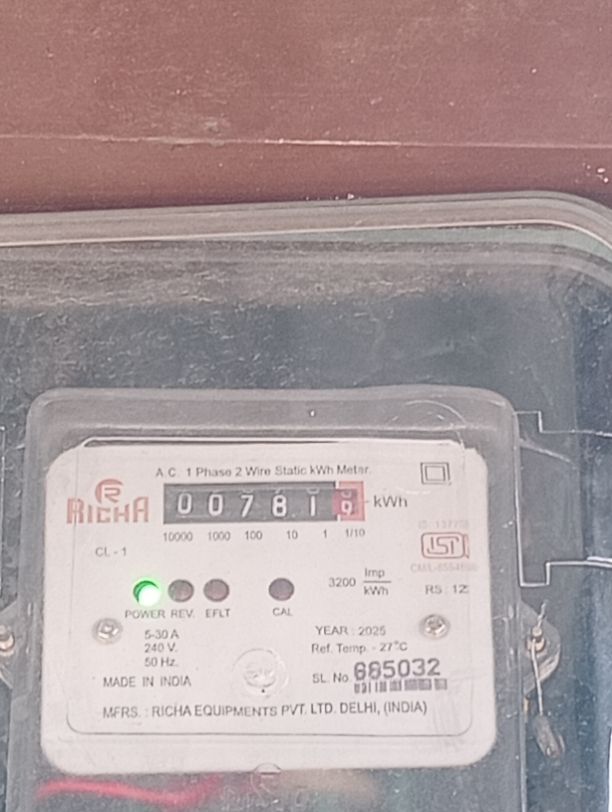 A.C. 1 Phase 2 Wire Static kWh Meter.
R
RICHA
0 0 7 8 1 9 kWh
10000 1000 100 10 1 1/10
CL - 1
ISI
3200 Imp/kWh
RS : 12
POWER REV. EFLT CAL
5-30 A
240 V.
50 Hz.
YEAR : 2025
Ref. Temp. - 27°C
MADE IN INDIA
SL. No. 665032
MFRS. : RICHA EQUIPMENTS PVT. LTD. DELHI, (INDIA)